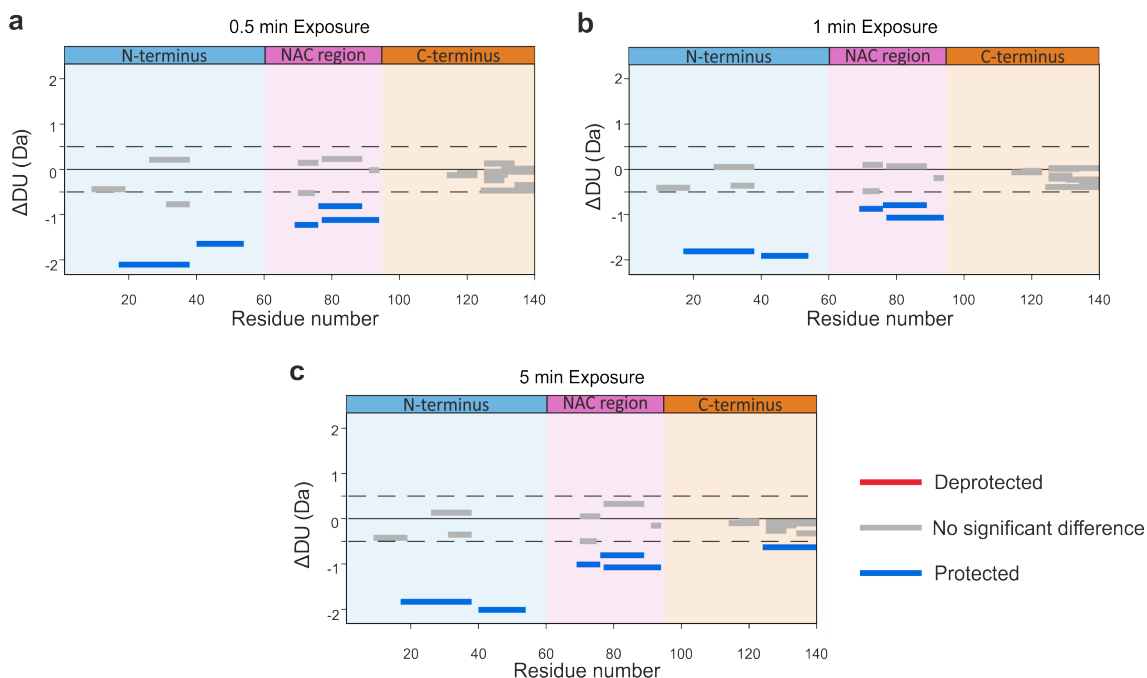 a
0.5 min Exposure
N-terminus NAC region C-terminus
2
1
0
-1
-2
ΔDU (Da)
20 40 60 80 100 120 140
Residue number
b
1 min Exposure
N-terminus NAC region C-terminus
2
1
0
-1
-2
ΔDU (Da)
20 40 60 80 100 120 140
Residue number
c
5 min Exposure
N-terminus NAC region C-terminus
2
1
0
-1
-2
ΔDU (Da)
20 40 60 80 100 120 140
Residue number
Deprotected
No significant difference
Protected